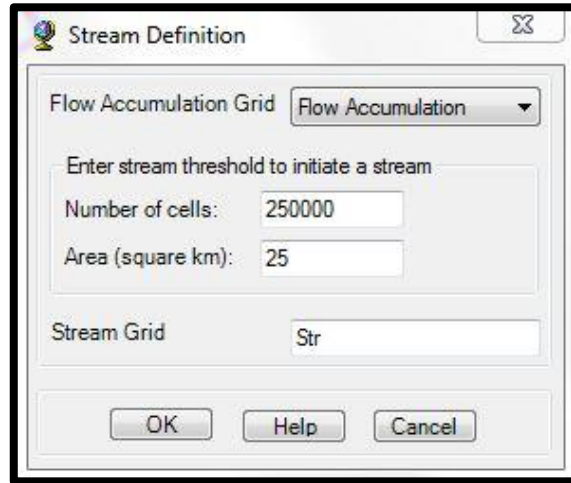 Stream Definition
Flow Accumulation Grid Flow Accumulation
Enter stream threshold to initiate a stream
Number of cells: 250000
Area (square km): 25
Stream Grid Str
OK Help Cancel